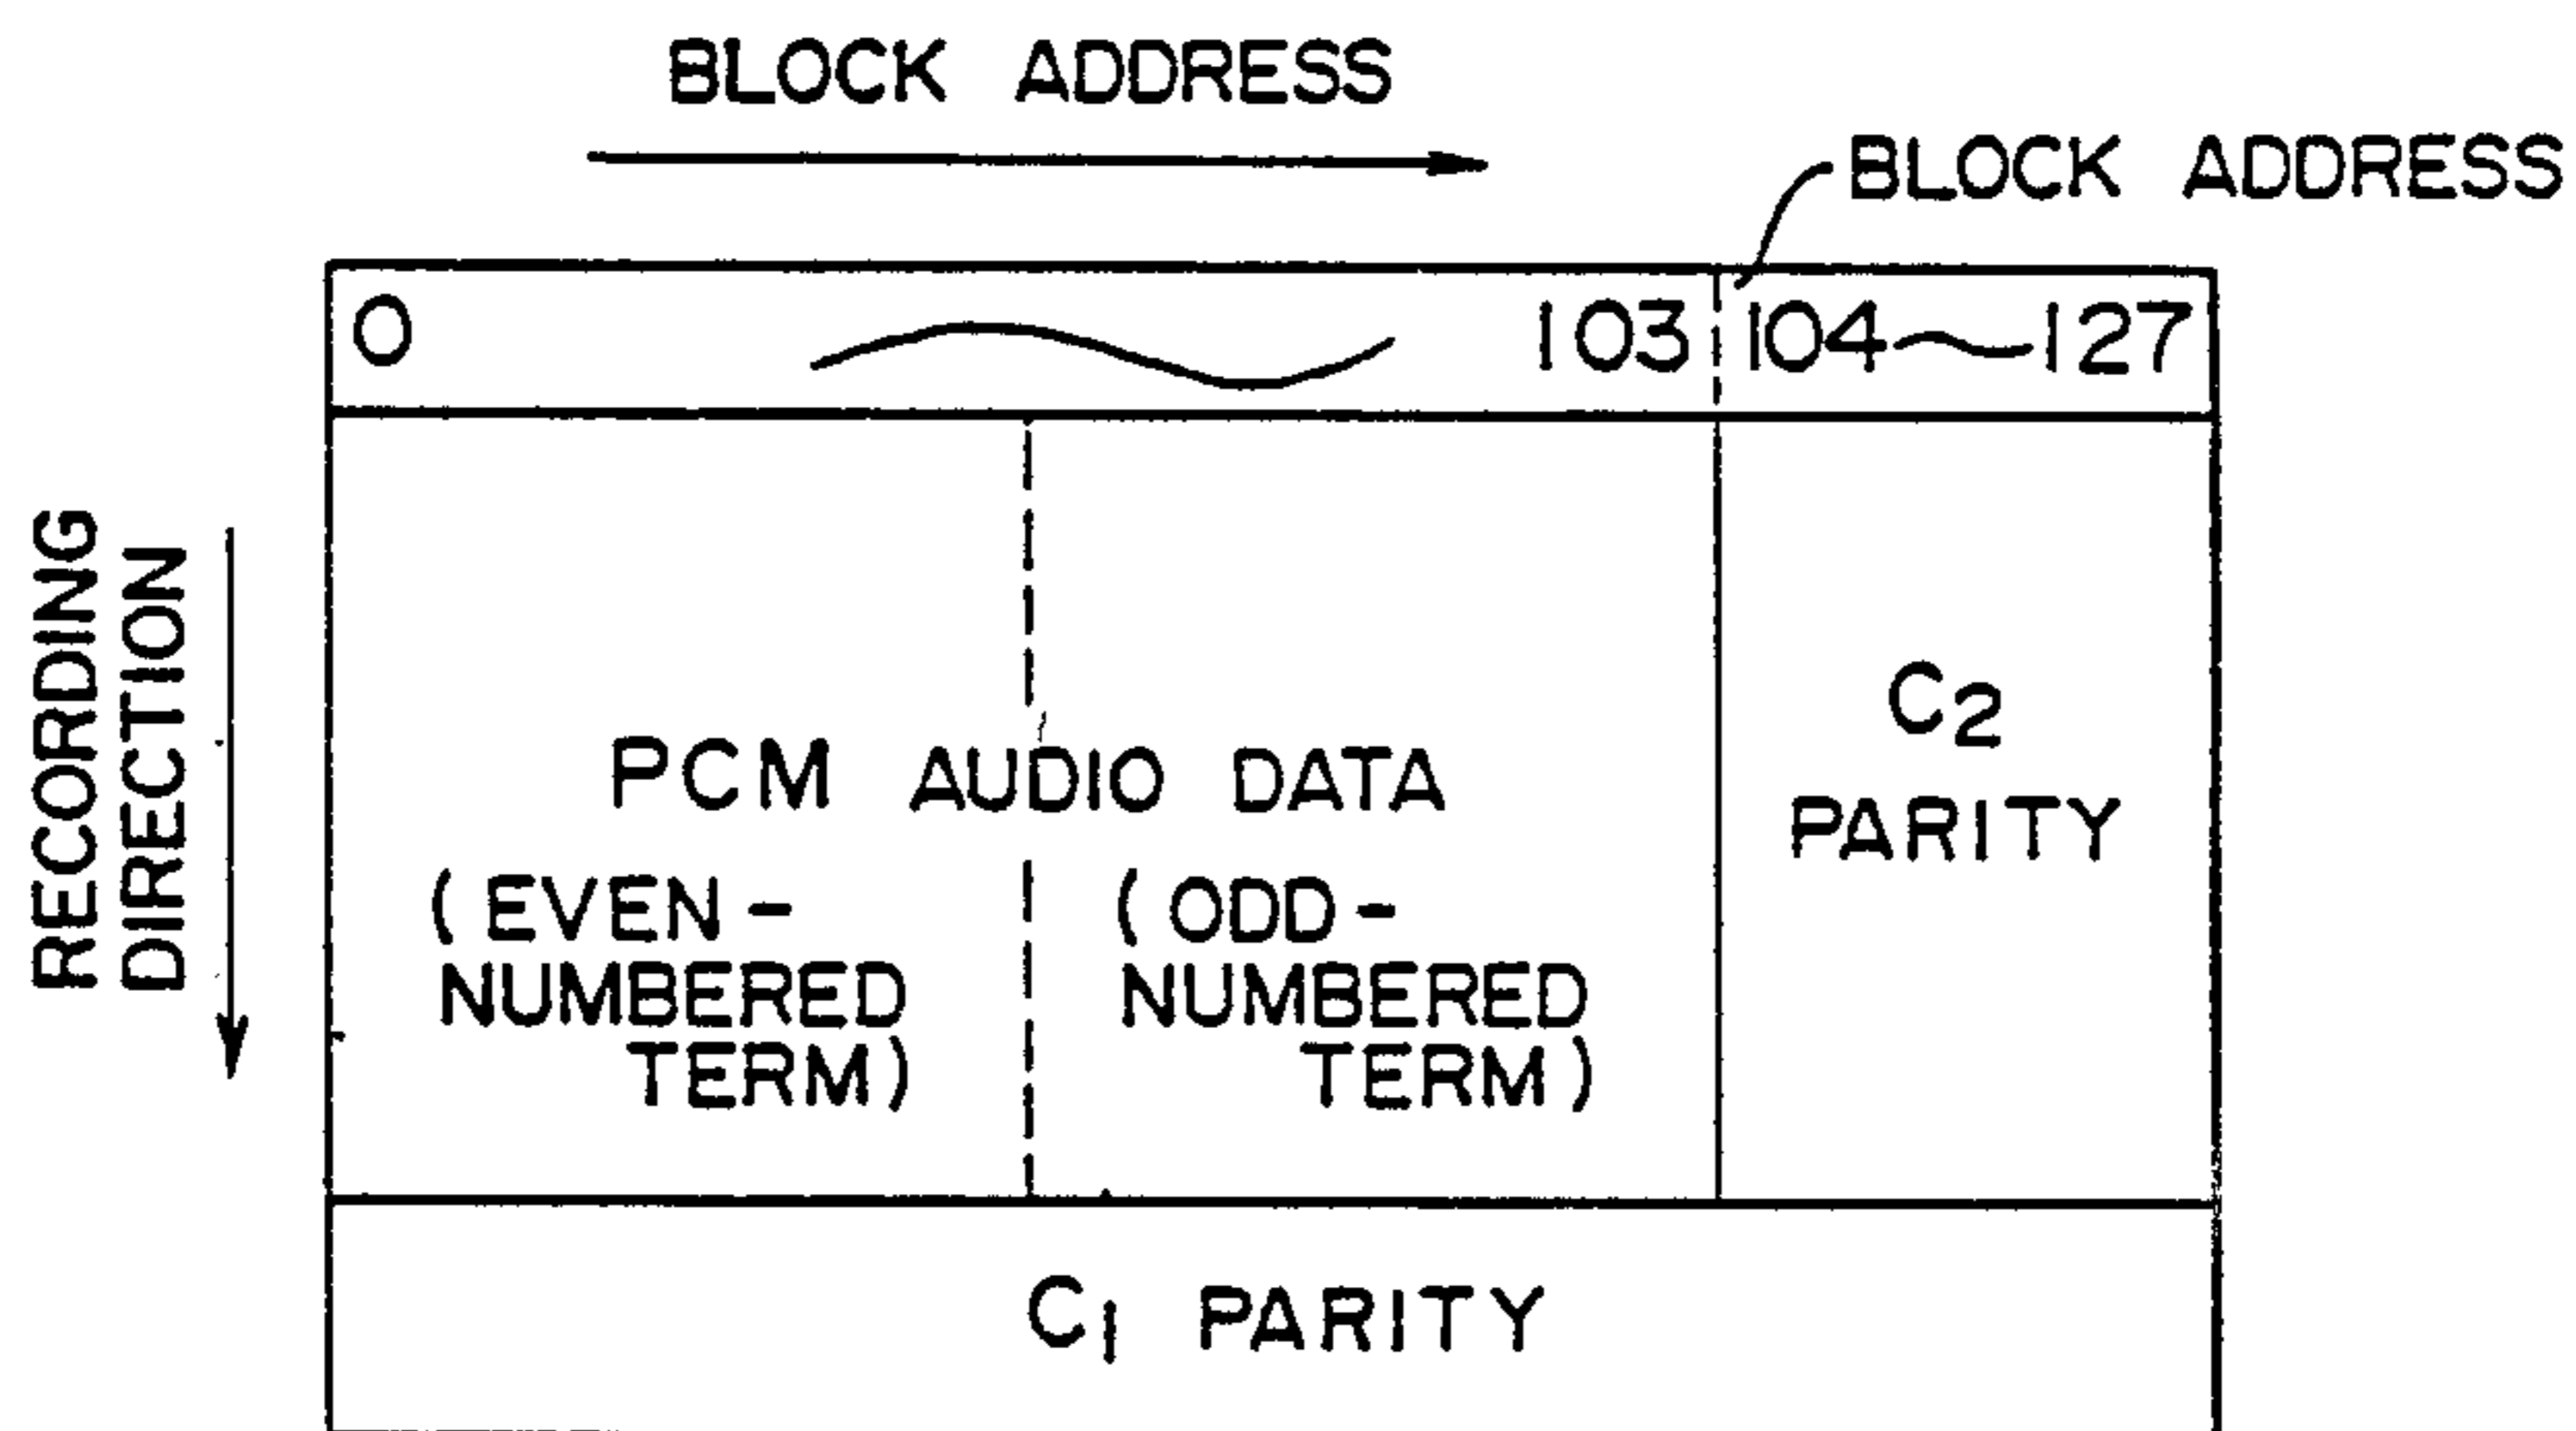 BLOCK ADDRESS
BLOCK ADDRESS
0 ~ 103 104~127
RECORDING
DIRECTION
PCM AUDIO DATA
(EVEN-
NUMBERED
TERM)
(ODD-
NUMBERED
TERM)
C2
PARITY
C1 PARITY